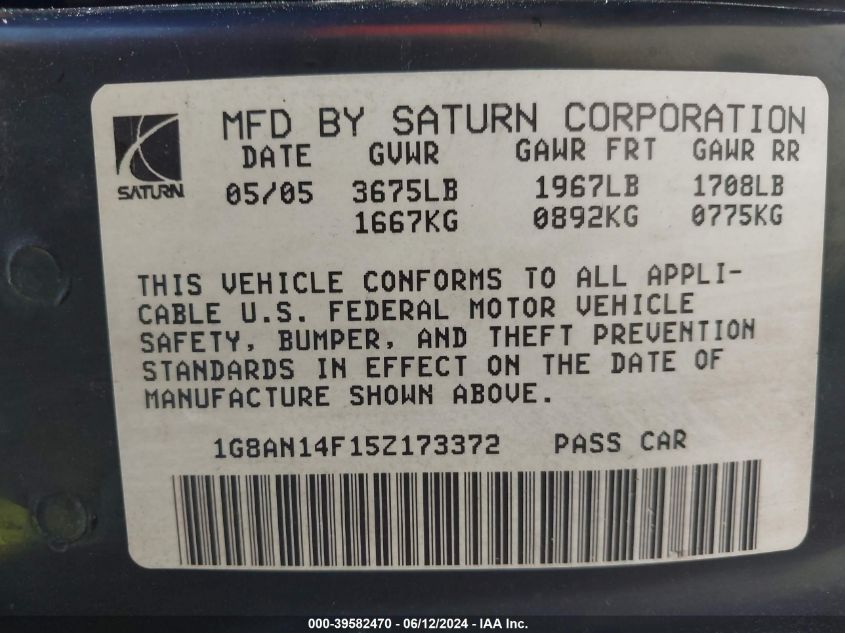 MFD BY SATURN CORPORATION
SATURN
DATE GVWR GAWR FRT GAWR RR
05/05 3675LB 1967LB 1708LB
1667KG 0892KG 0775KG
THIS VEHICLE CONFORMS TO ALL APPLI-
CABLE U.S. FEDERAL MOTOR VEHICLE
SAFETY, BUMPER, AND THEFT PREVENTION
STANDARDS IN EFFECT ON THE DATE OF
MANUFACTURE SHOWN ABOVE.
1G8AN14F15Z173372 PASS CAR
000-39582470 - 06/12/2024 - IAA Inc.